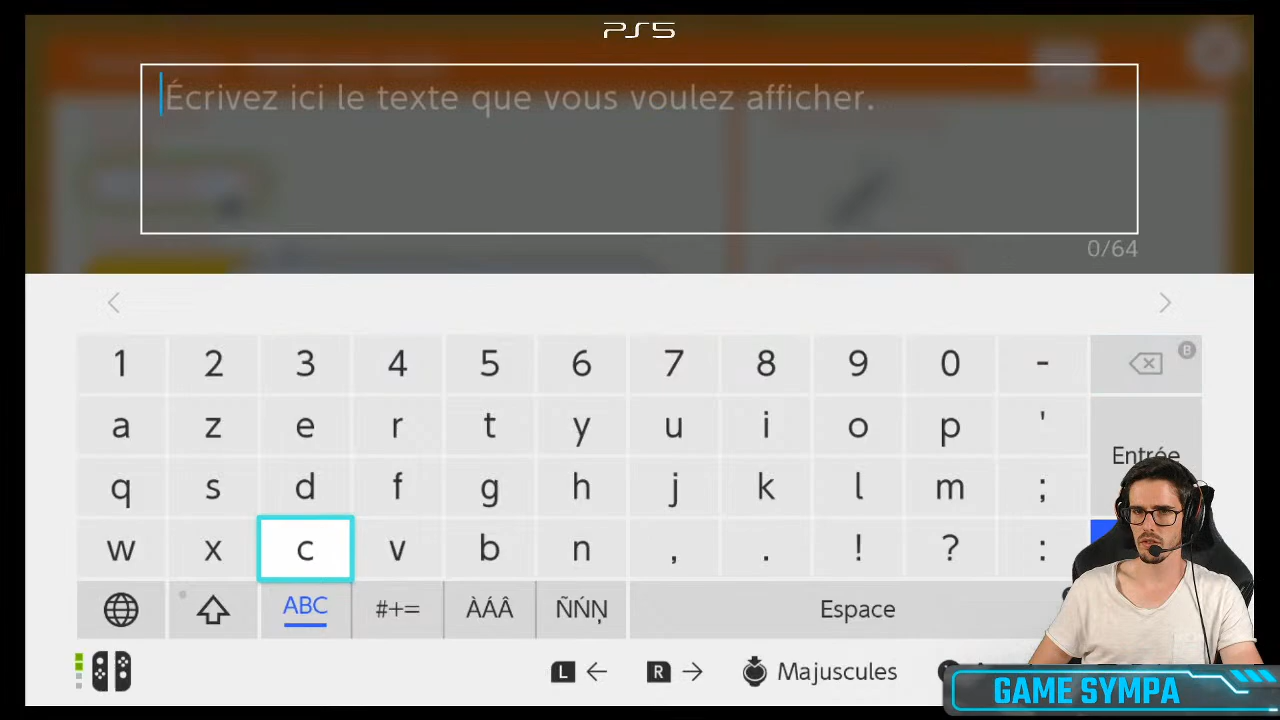 PS5
Écrivez ici le texte que vous voulez afficher.
0/64
1 2 3 4 5 6 7 8 9 0 -
B
a z e r t y u i o p '
Entrée
q s d f g h j k l m ;
w x c v b n , . ! ? :
ABC #+= ÀÁÂ ÑŃŅ Espace
L ← R → Majuscules
GAME SYMPA